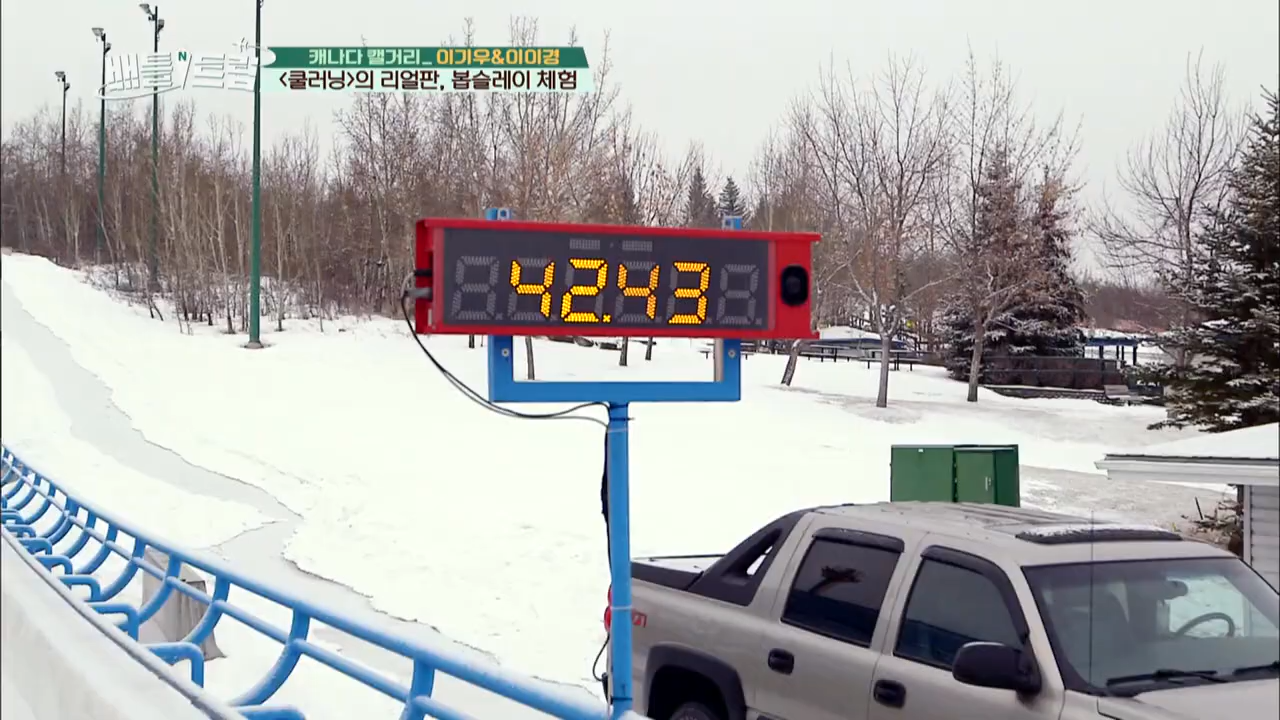 배틀트립
캐나다 캘거리_ 이기우&이이경
<쿨러닝>의 리얼판, 봅슬레이 체험
42.43